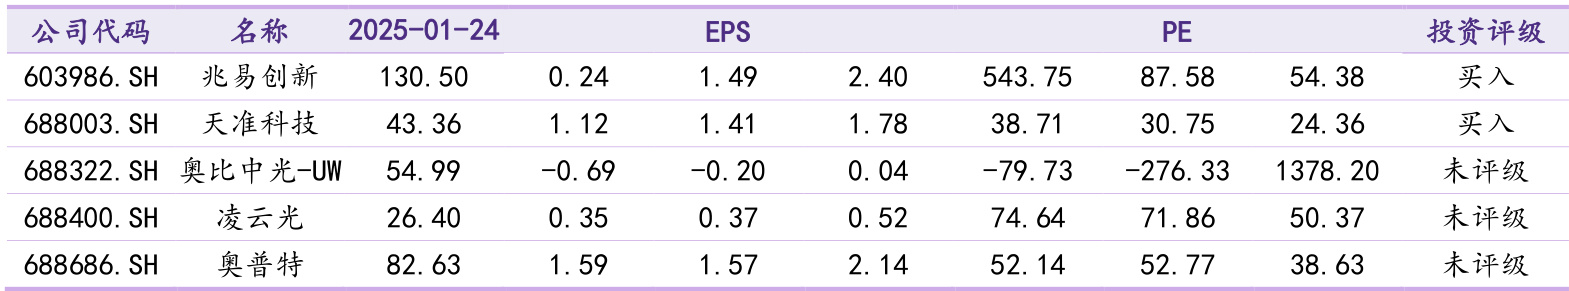 公司代码 名称 2025-01-24 EPS PE 投资评级
603986.SH 兆易创新 130.50 0.24 1.49 2.40 543.75 87.58 54.38 买入
688003.SH 天准科技 43.36 1.12 1.41 1.78 38.71 30.75 24.36 买入
688322.SH 奥比中光-UW 54.99 -0.69 -0.20 0.04 -79.73 -276.33 1378.20 未评级
688400.SH 凌云光 26.40 0.35 0.37 0.52 74.64 71.86 50.37 未评级
688686.SH 奥普特 82.63 1.59 1.57 2.14 52.14 52.77 38.63 未评级